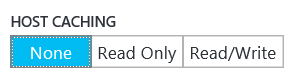 HOST CACHING
None Read Only Read/Write